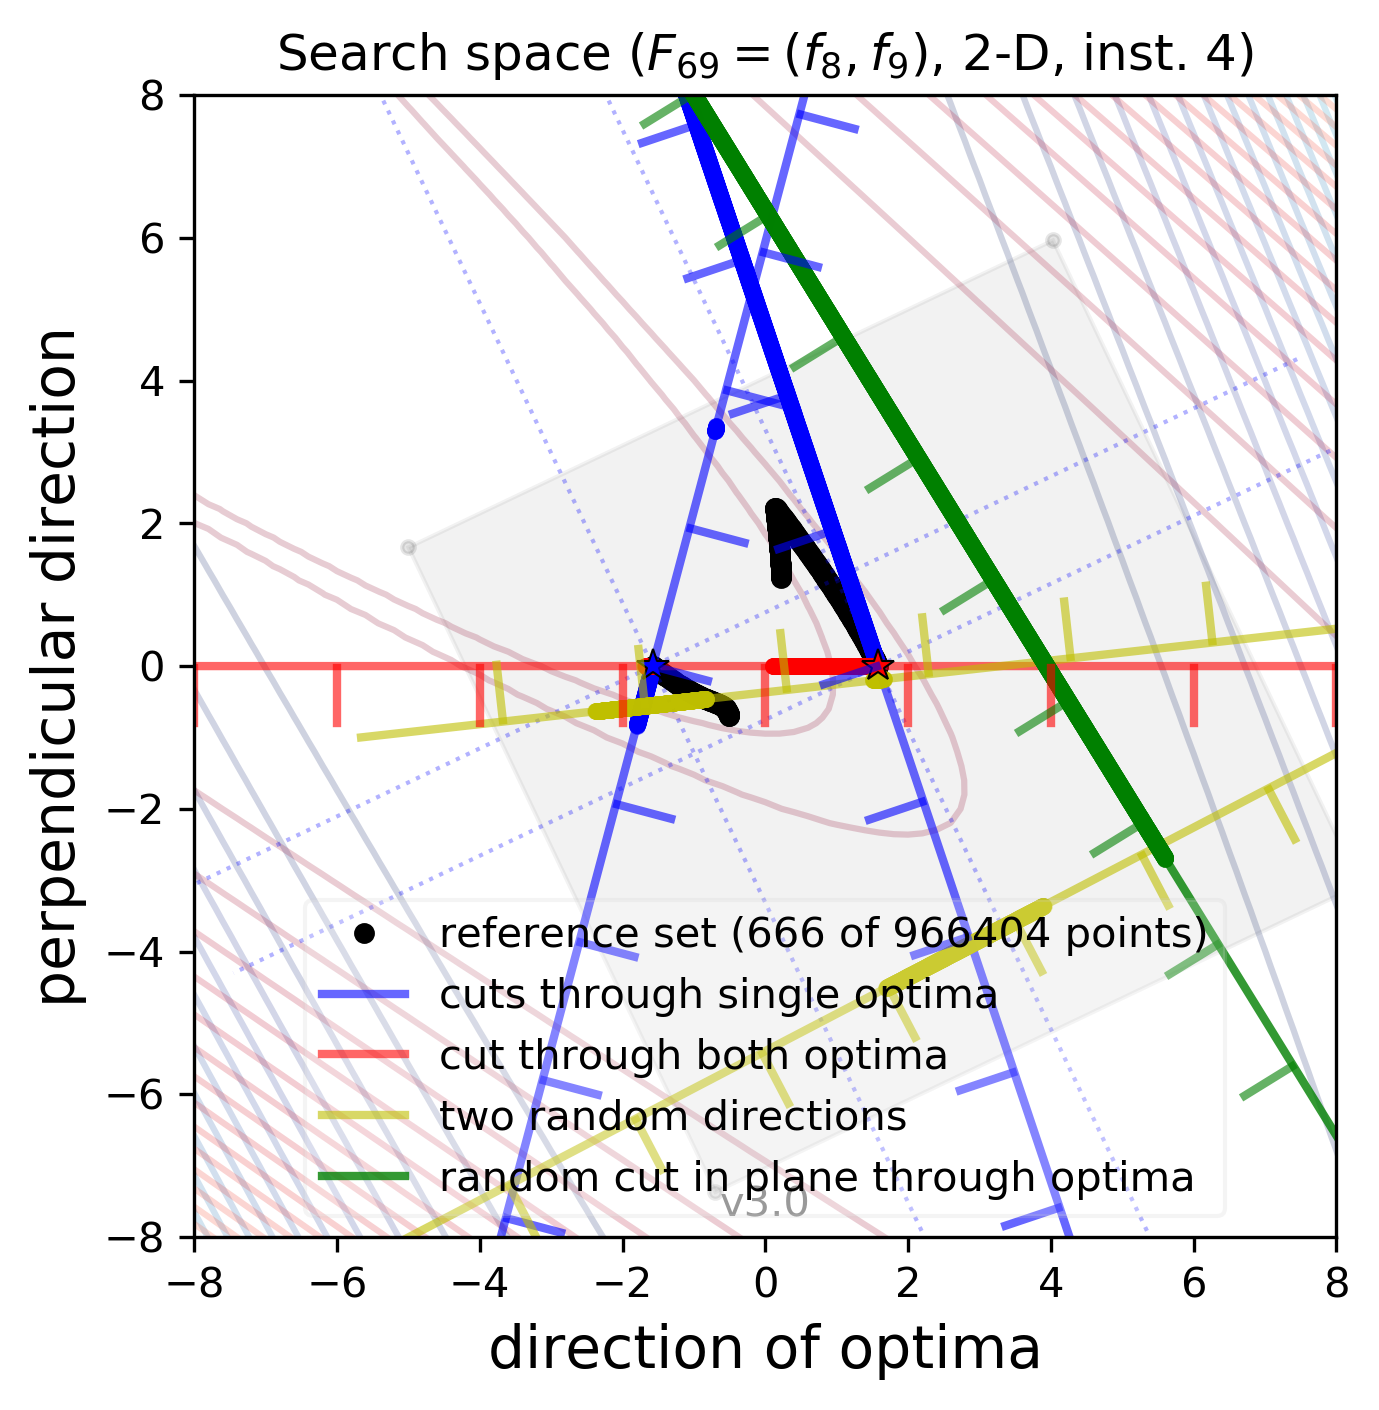 Search space (F₆₉ = (f₈, f₉), 2-D, inst. 4)
8
6
4
2
0
−2
−4
−6
−8
perpendicular direction
reference set (666 of 966404 points)
cuts through single optima
cut through both optima
two random directions
random cut in plane through optima
v3.0
−8 −6 −4 −2 0 2 4 6 8
direction of optima